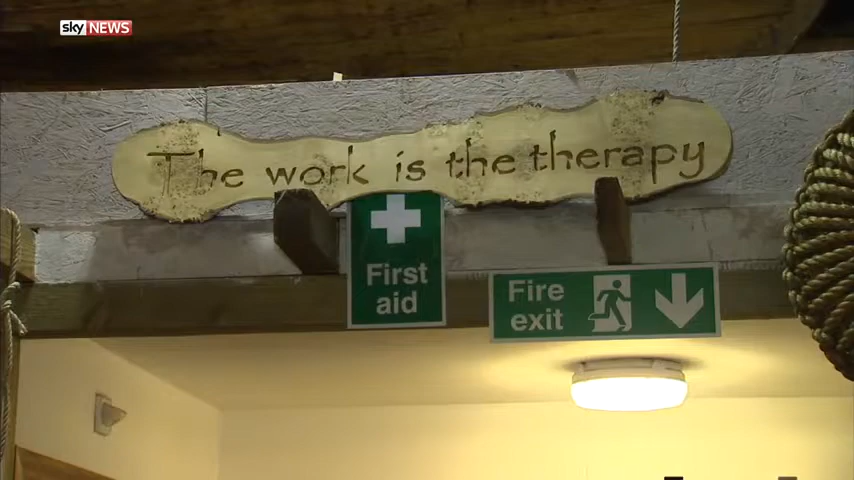 sky NEWS
The work is the therapy
First
aid
Fire
exit